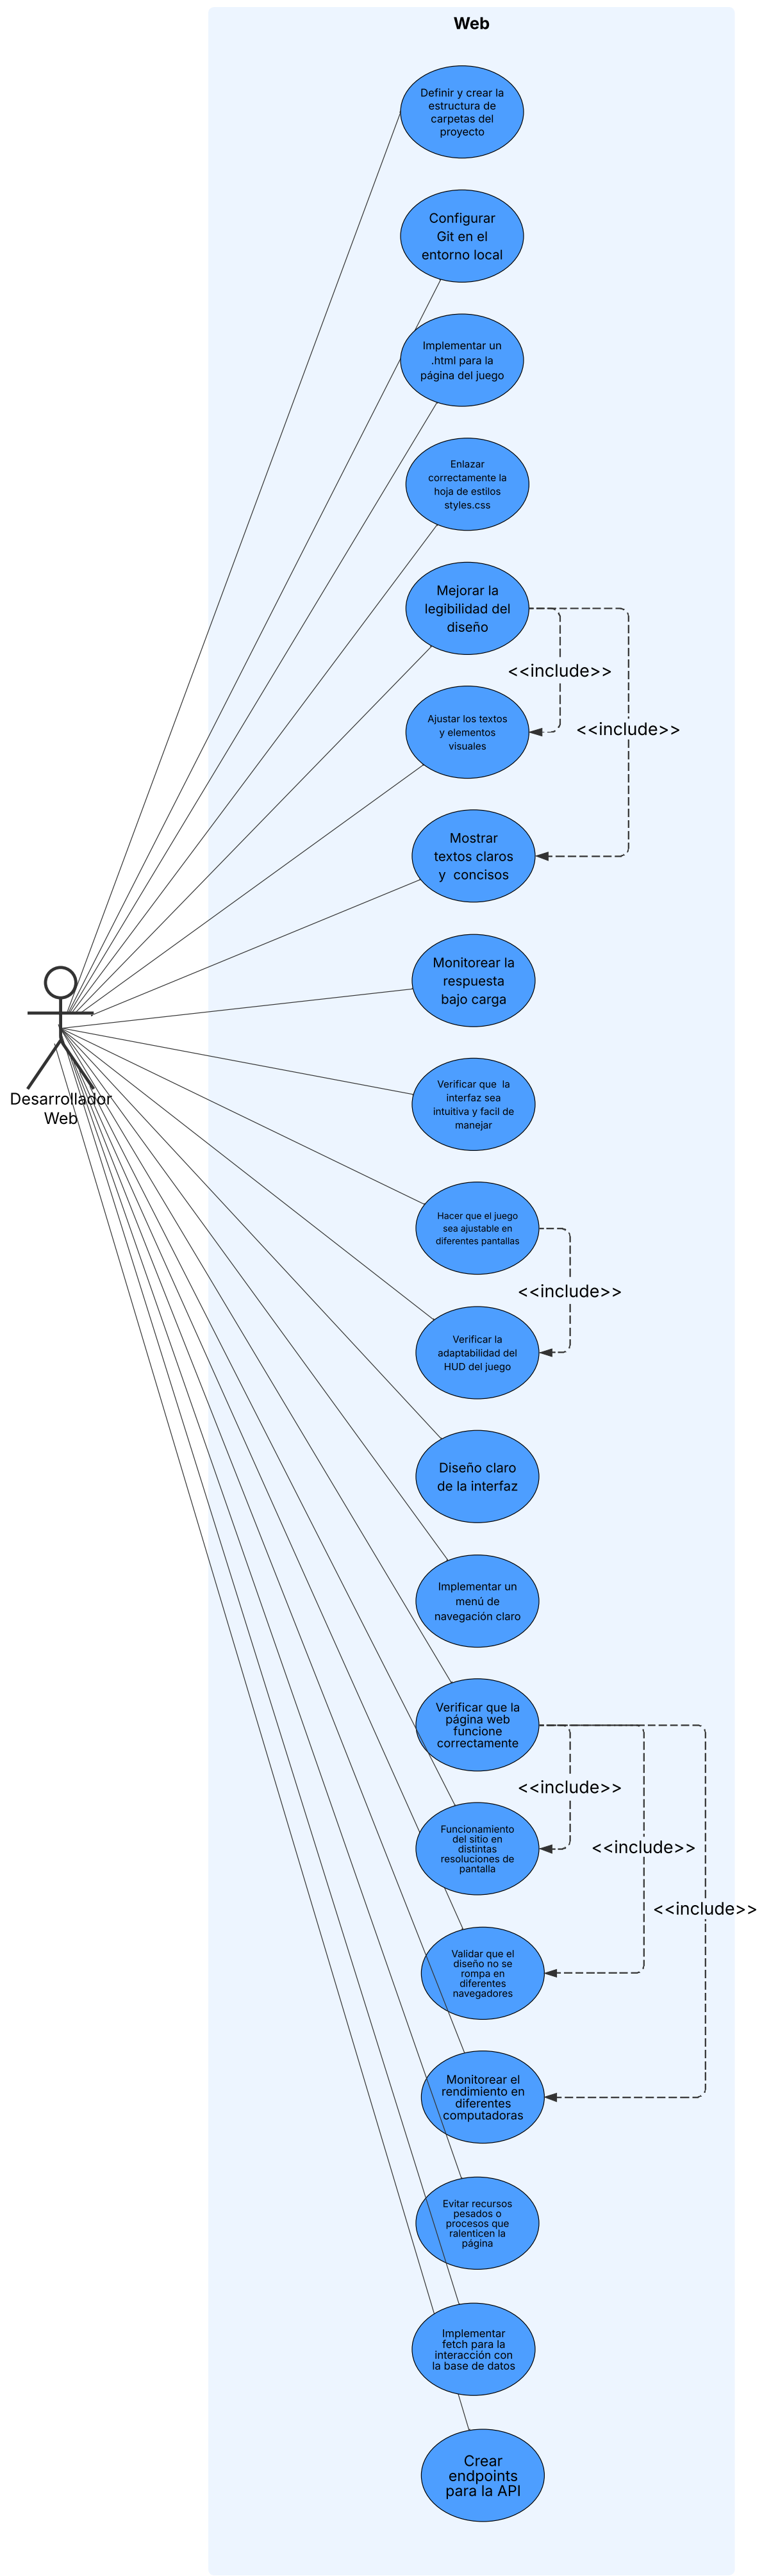 Web
Definir y crear la
estructura de
carpetas del
proyecto
Configurar
Git en el
entorno local
Implementar un
.html para la
página del juego
Enlazar
correctamente la
hoja de estilos
styles.css
Mejorar la
legibilidad del
diseño
<<include>>
Ajustar los textos
y elementos
visuales
<<include>>
Mostrar
textos claros
y concisos
Monitorear la
respuesta
bajo carga
Desarrollador
Web
Verificar que la
interfaz sea
intuitiva y facil de
manejar
Hacer que el juego
sea ajustable en
diferentes pantallas
<<include>>
Verificar la
adaptabilidad del
HUD del juego
Diseño claro
de la interfaz
Implementar un
menú de
navegación claro
Verificar que la
página web
funcione
correctamente
<<include>>
Funcionamiento
del sitio en
distintas
resoluciones de
pantalla
<<include>>
<<include>>
Validar que el
diseño no se
rompa en
diferentes
navegadores
Monitorear el
rendimiento en
diferentes
computadoras
Evitar recursos
pesados o
procesos que
ralenticen la
página
Implementar
fetch para la
interacción con
la base de datos
Crear
endpoints
para la API